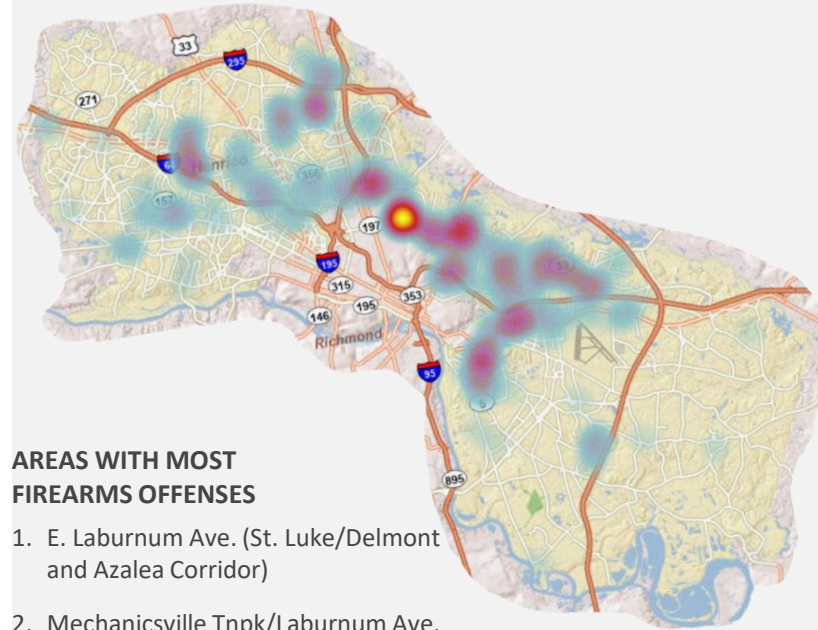 33
295
271
64
Henrico
356
157
197
33
195
315
353
195
146
Richmond
95
5
895
AREAS WITH MOST
FIREARMS OFFENSES
1. E. Laburnum Ave. (St. Luke/Delmont
and Azalea Corridor)
2. Mechanicsville Tnpk/Laburnum Ave.